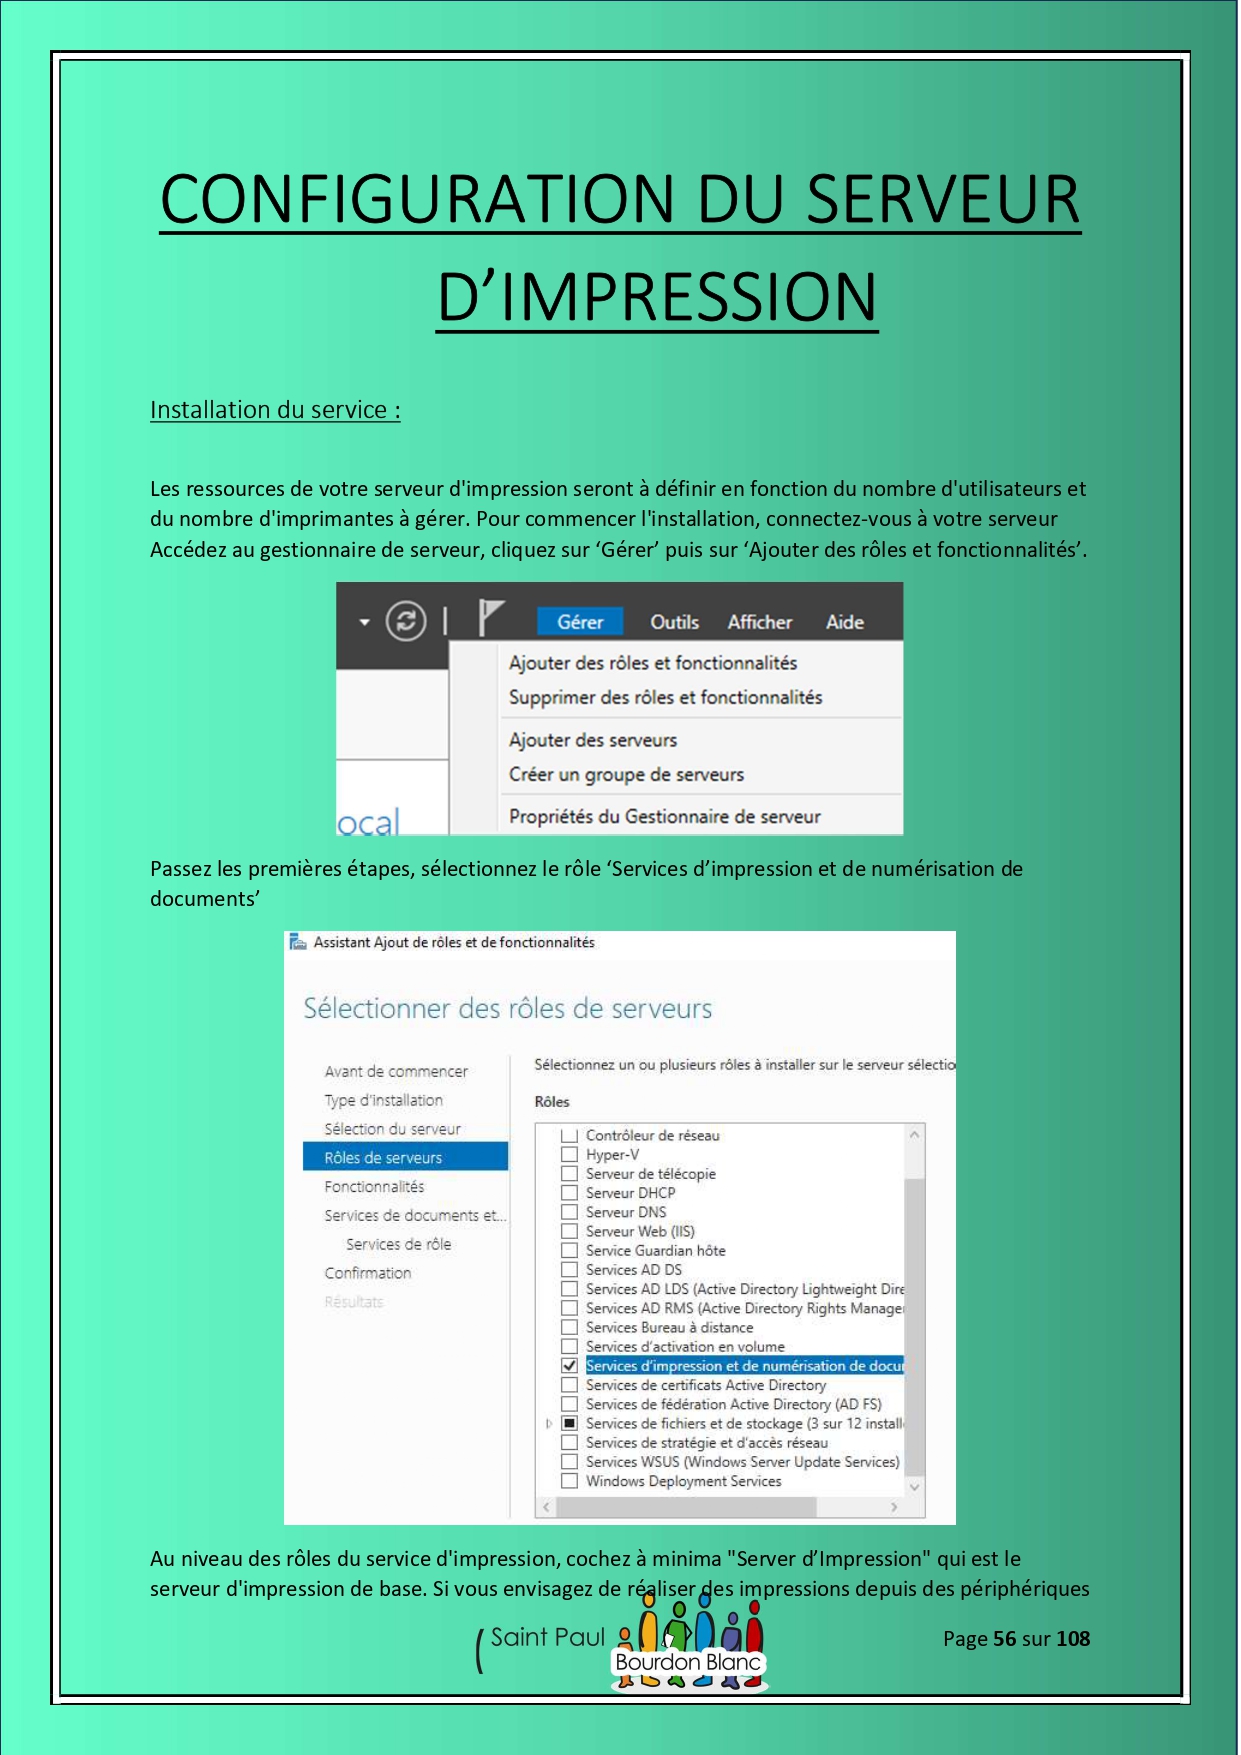 CONFIGURATION DU SERVEUR
D’IMPRESSION
Installation du service :
Les ressources de votre serveur d'impression seront à définir en fonction du nombre d'utilisateurs et
du nombre d'imprimantes à gérer. Pour commencer l'installation, connectez-vous à votre serveur
Accédez au gestionnaire de serveur, cliquez sur ‘Gérer’ puis sur ‘Ajouter des rôles et fonctionnalités’.
Gérer Outils Afficher Aide
Ajouter des rôles et fonctionnalités
Supprimer des rôles et fonctionnalités
Ajouter des serveurs
Créer un groupe de serveurs
Propriétés du Gestionnaire de serveur
ocal
Passez les premières étapes, sélectionnez le rôle ‘Services d’impression et de numérisation de
documents’
Assistant Ajout de rôles et de fonctionnalités
Sélectionner des rôles de serveurs
Avant de commencer
Type d'installation
Sélection du serveur
Rôles de serveurs
Fonctionnalités
Services de documents et...
Services de rôle
Confirmation
Résultats
Sélectionnez un ou plusieurs rôles à installer sur le serveur sélectio
Rôles
Contrôleur de réseau
Hyper-V
Serveur de télécopie
Serveur DHCP
Serveur DNS
Serveur Web (IIS)
Service Guardian hôte
Services AD DS
Services AD LDS (Active Directory Lightweight Dire
Services AD RMS (Active Directory Rights Manage
Services Bureau à distance
Services d'activation en volume
Services d'impression et de numérisation de docu
Services de certificats Active Directory
Services de fédération Active Directory (AD FS)
Services de fichiers et de stockage (3 sur 12 install
Services de stratégie et d'accès réseau
Services WSUS (Windows Server Update Services)
Windows Deployment Services
Au niveau des rôles du service d'impression, cochez à minima "Server d’Impression" qui est le
serveur d'impression de base. Si vous envisagez de réaliser des impressions depuis des périphériques
Saint Paul
Bourdon Blanc
Page 56 sur 108